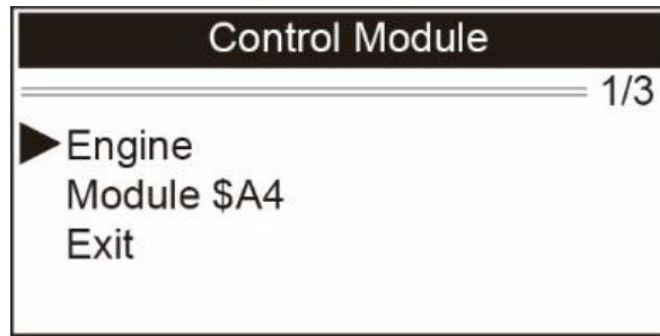 Control Module
1/3
Engine
Module $A4
Exit